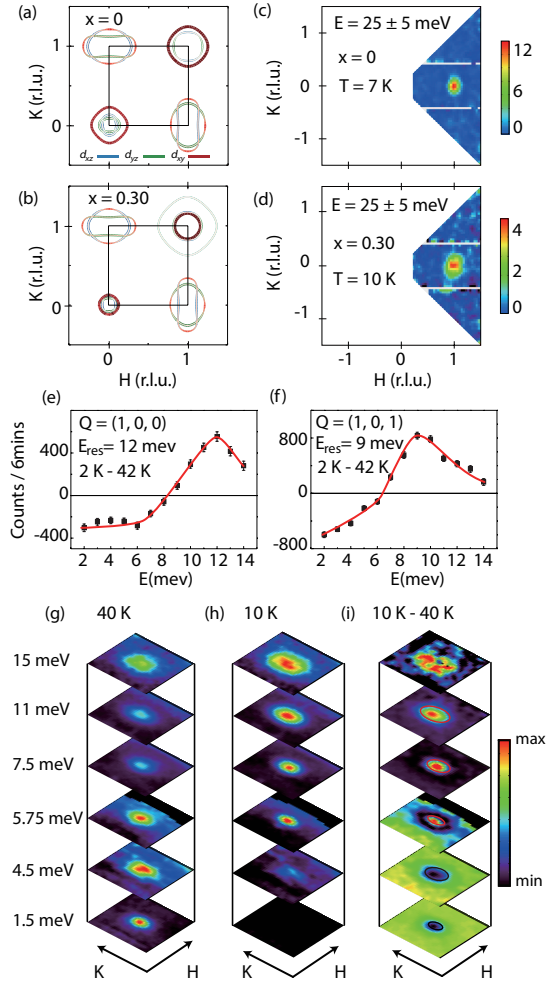 (a)
x = 0
K (r.l.u.)
1
0
d_xz d_yz d_xy
(b)
x = 0.30
K (r.l.u.)
1
0
0 1
H (r.l.u.)
(c)
E = 25 ± 5 meV
x = 0
T = 7 K
K (r.l.u.)
1
0
-1
12
0
(d)
E = 25 ± 5 meV
x = 0.30
T = 10 K
K (r.l.u.)
1
0
-1
-1 0 1
H (r.l.u.)
4
2
0
(e)
Q = (1, 0, 0)
E_res = 12 mev
2 K - 42 K
Counts / 6mins
400
0
-400
2 4 6 8 10 12 14
E(mev)
(f)
Q = (1, 0, 1)
E_res = 9 mev
2 K - 42 K
800
0
-800
2 4 6 8 10 12 14
E(mev)
(g) 40 K
(h) 10 K
(i) 10 K - 40 K
15 meV
11 meV
7.5 meV
5.75 meV
4.5 meV
1.5 meV
max
min
K H
K H
K H